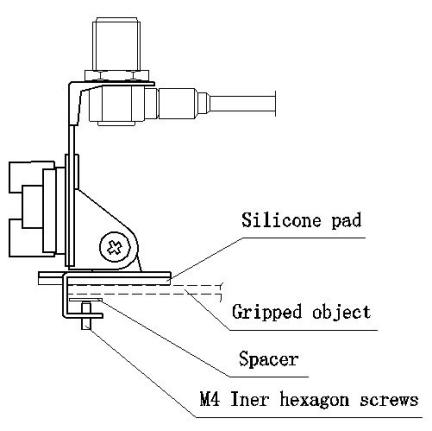 Silicone pad
Gripped object
Spacer
M4 Iner hexagon screws